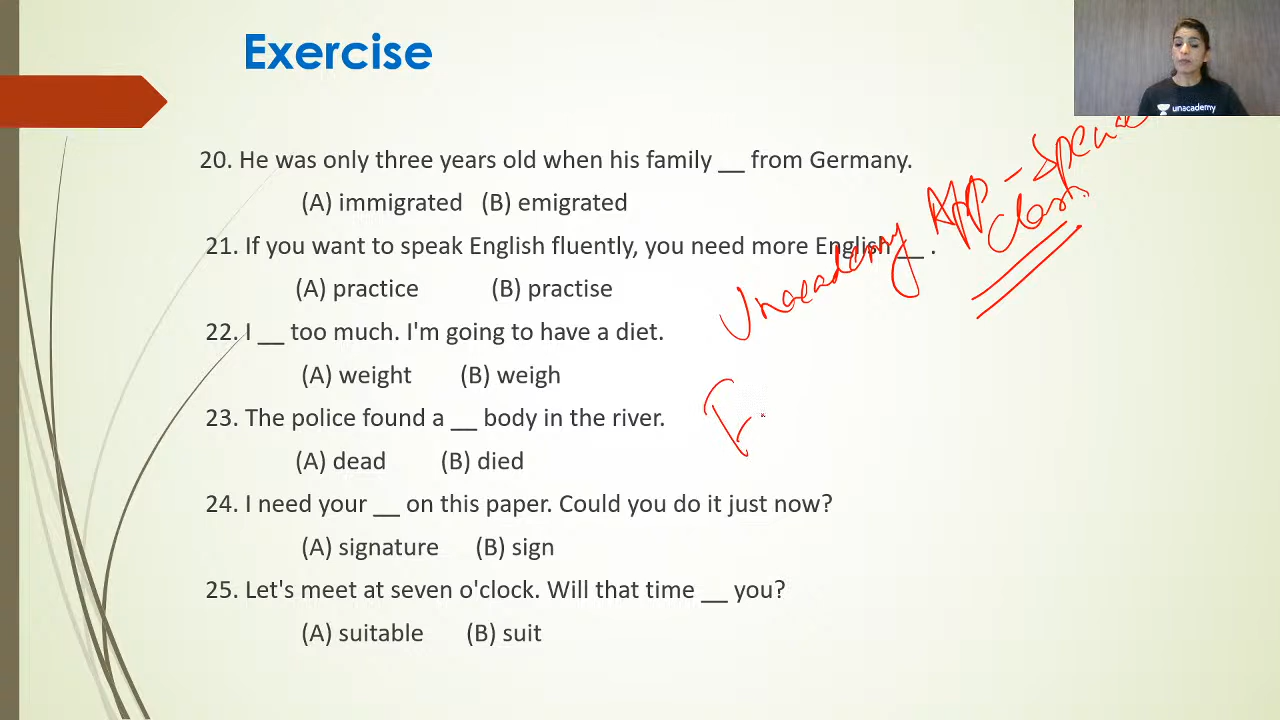 Exercise
unacademy
20. He was only three years old when his family __ from Germany.
(A) immigrated (B) emigrated
21. If you want to speak English fluently, you need more English __ .
(A) practice (B) practise
22. I __ too much. I'm going to have a diet.
(A) weight (B) weigh
23. The police found a __ body in the river.
(A) dead (B) died
24. I need your __ on this paper. Could you do it just now?
(A) signature (B) sign
25. Let's meet at seven o'clock. Will that time __ you?
(A) suitable (B) suit
Unacademy App -
Class